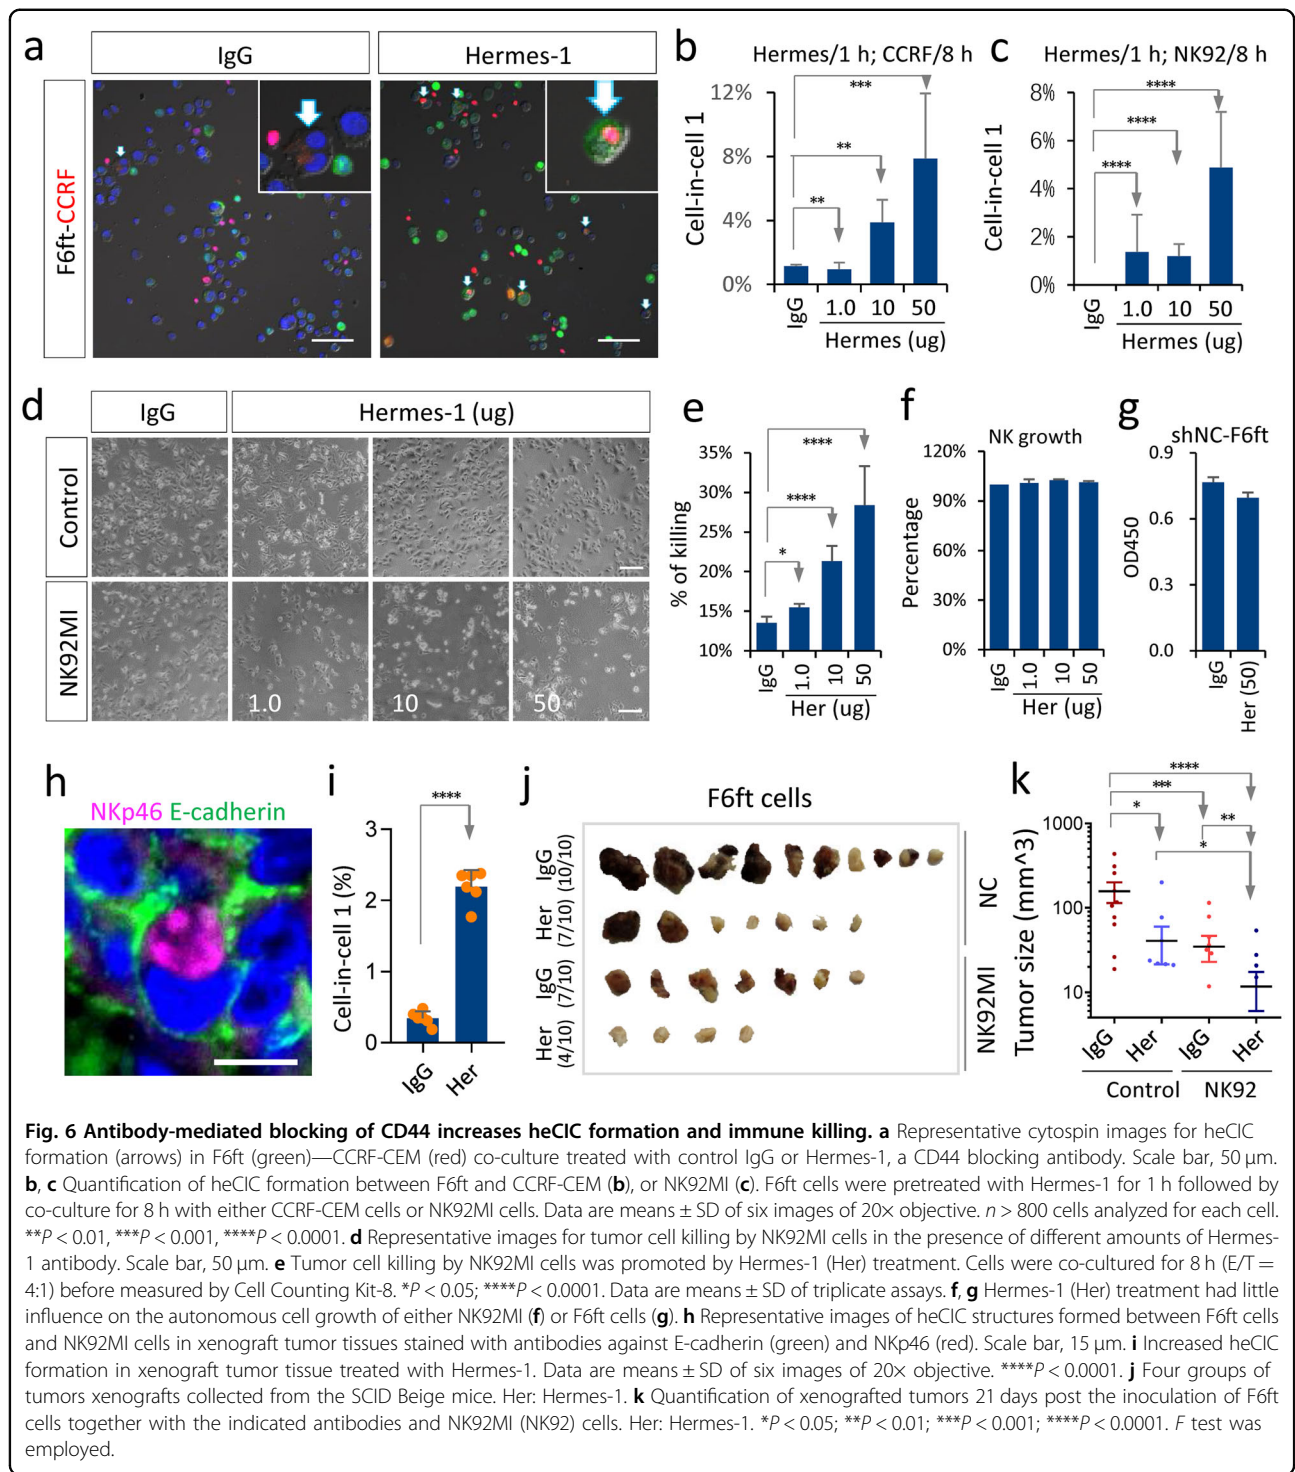 a
IgG
Hermes-1
F6ft-CCRF
b
Hermes/1 h; CCRF/8 h
Cell-in-cell 1
12%
8%
4%
0%
**
**
***
IgG
1.0
10
50
Hermes (ug)
c
Hermes/1 h; NK92/8 h
Cell-in-cell 1
8%
6%
4%
2%
0%
****
****
****
IgG
1.0
10
50
Hermes (ug)
d
IgG
Hermes-1 (ug)
Control
NK92MI
1.0
10
50
e
% of killing
35%
30%
25%
20%
15%
10%
*
****
****
IgG
1.0
10
50
Her (ug)
f
NK growth
Percentage
120%
90%
60%
30%
0%
IgG
1.0
10
50
Her (ug)
g
shNC-F6ft
OD450
0.9
0.6
0.3
0.0
IgG
Her (50)
h
NKp46 E-cadherin
i
Cell-in-cell 1 (%)
3
2
1
0
****
IgG
Her
j
F6ft cells
IgG
(10/10)
Her
(7/10)
IgG
(7/10)
Her
(4/10)
NC
NK92MI
k
Tumor size (mm^3)
1000
100
10
****
***
*
**
*
IgG
Her
IgG
Her
Control
NK92
Fig. 6 Antibody-mediated blocking of CD44 increases heCIC formation and immune killing. a Representative cytospin images for heCIC
formation (arrows) in F6ft (green)—CCRF-CEM (red) co-culture treated with control IgG or Hermes-1, a CD44 blocking antibody. Scale bar, 50 μm.
b, c Quantification of heCIC formation between F6ft and CCRF-CEM (b), or NK92MI (c). F6ft cells were pretreated with Hermes-1 for 1 h followed by
co-culture for 8 h with either CCRF-CEM cells or NK92MI cells. Data are means ± SD of six images of 20× objective. n > 800 cells analyzed for each cell.
**P < 0.01, ***P < 0.001, ****P < 0.0001. d Representative images for tumor cell killing by NK92MI cells in the presence of different amounts of Hermes-
1 antibody. Scale bar, 50 μm. e Tumor cell killing by NK92MI cells was promoted by Hermes-1 (Her) treatment. Cells were co-cultured for 8 h (E/T =
4:1) before measured by Cell Counting Kit-8. *P < 0.05; ****P < 0.0001. Data are means ± SD of triplicate assays. f, g Hermes-1 (Her) treatment had little
influence on the autonomous cell growth of either NK92MI (f) or F6ft cells (g). h Representative images of heCIC structures formed between F6ft cells
and NK92MI cells in xenograft tumor tissues stained with antibodies against E-cadherin (green) and NKp46 (red). Scale bar, 15 μm. i Increased heCIC
formation in xenograft tumor tissue treated with Hermes-1. Data are means ± SD of six images of 20× objective. ****P < 0.0001. j Four groups of
tumors xenografts collected from the SCID Beige mice. Her: Hermes-1. k Quantification of xenografted tumors 21 days post the inoculation of F6ft
cells together with the indicated antibodies and NK92MI (NK92) cells. Her: Hermes-1. *P < 0.05; **P < 0.01; ***P < 0.001; ****P < 0.0001. F test was
employed.